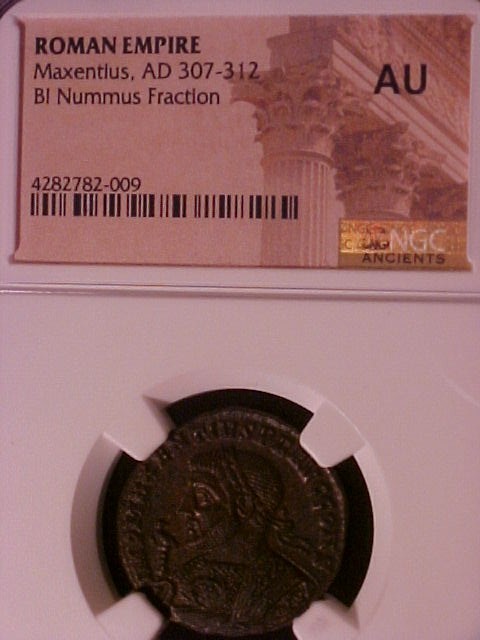 ROMAN EMPIRE
Maxentius, AD 307-312
BI Nummus Fraction
AU
4282782-009
NGC
ANCIENTS